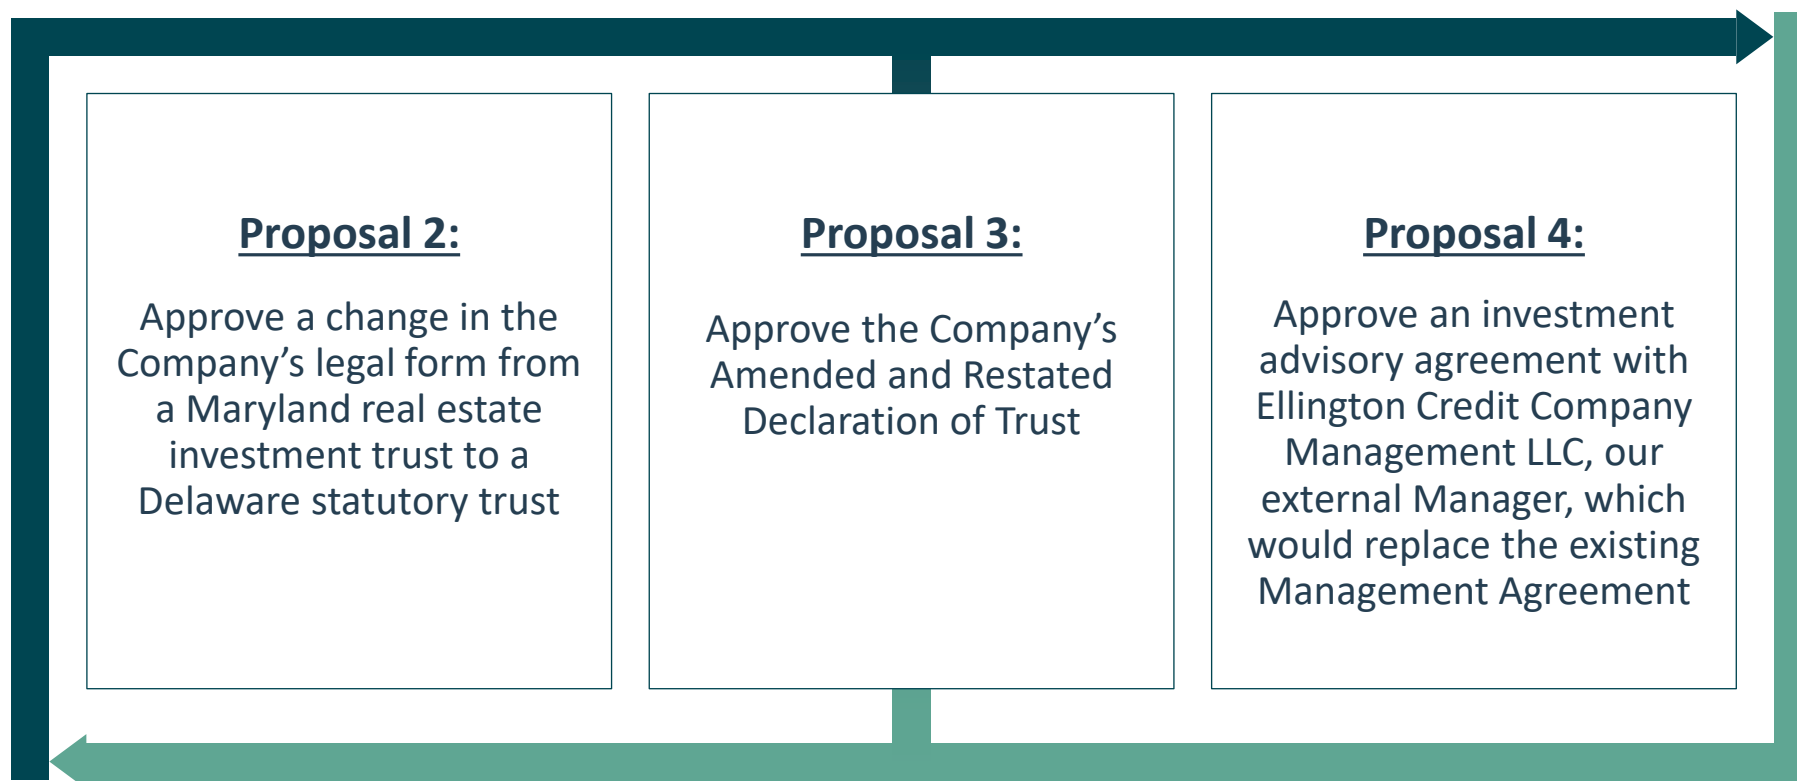 Proposal 2:
Approve a change in the
Company’s legal form from
a Maryland real estate
investment trust to a
Delaware statutory trust
Proposal 3:
Approve the Company’s
Amended and Restated
Declaration of Trust
Proposal 4:
Approve an investment
advisory agreement with
Ellington Credit Company
Management LLC, our
external Manager, which
would replace the existing
Management Agreement